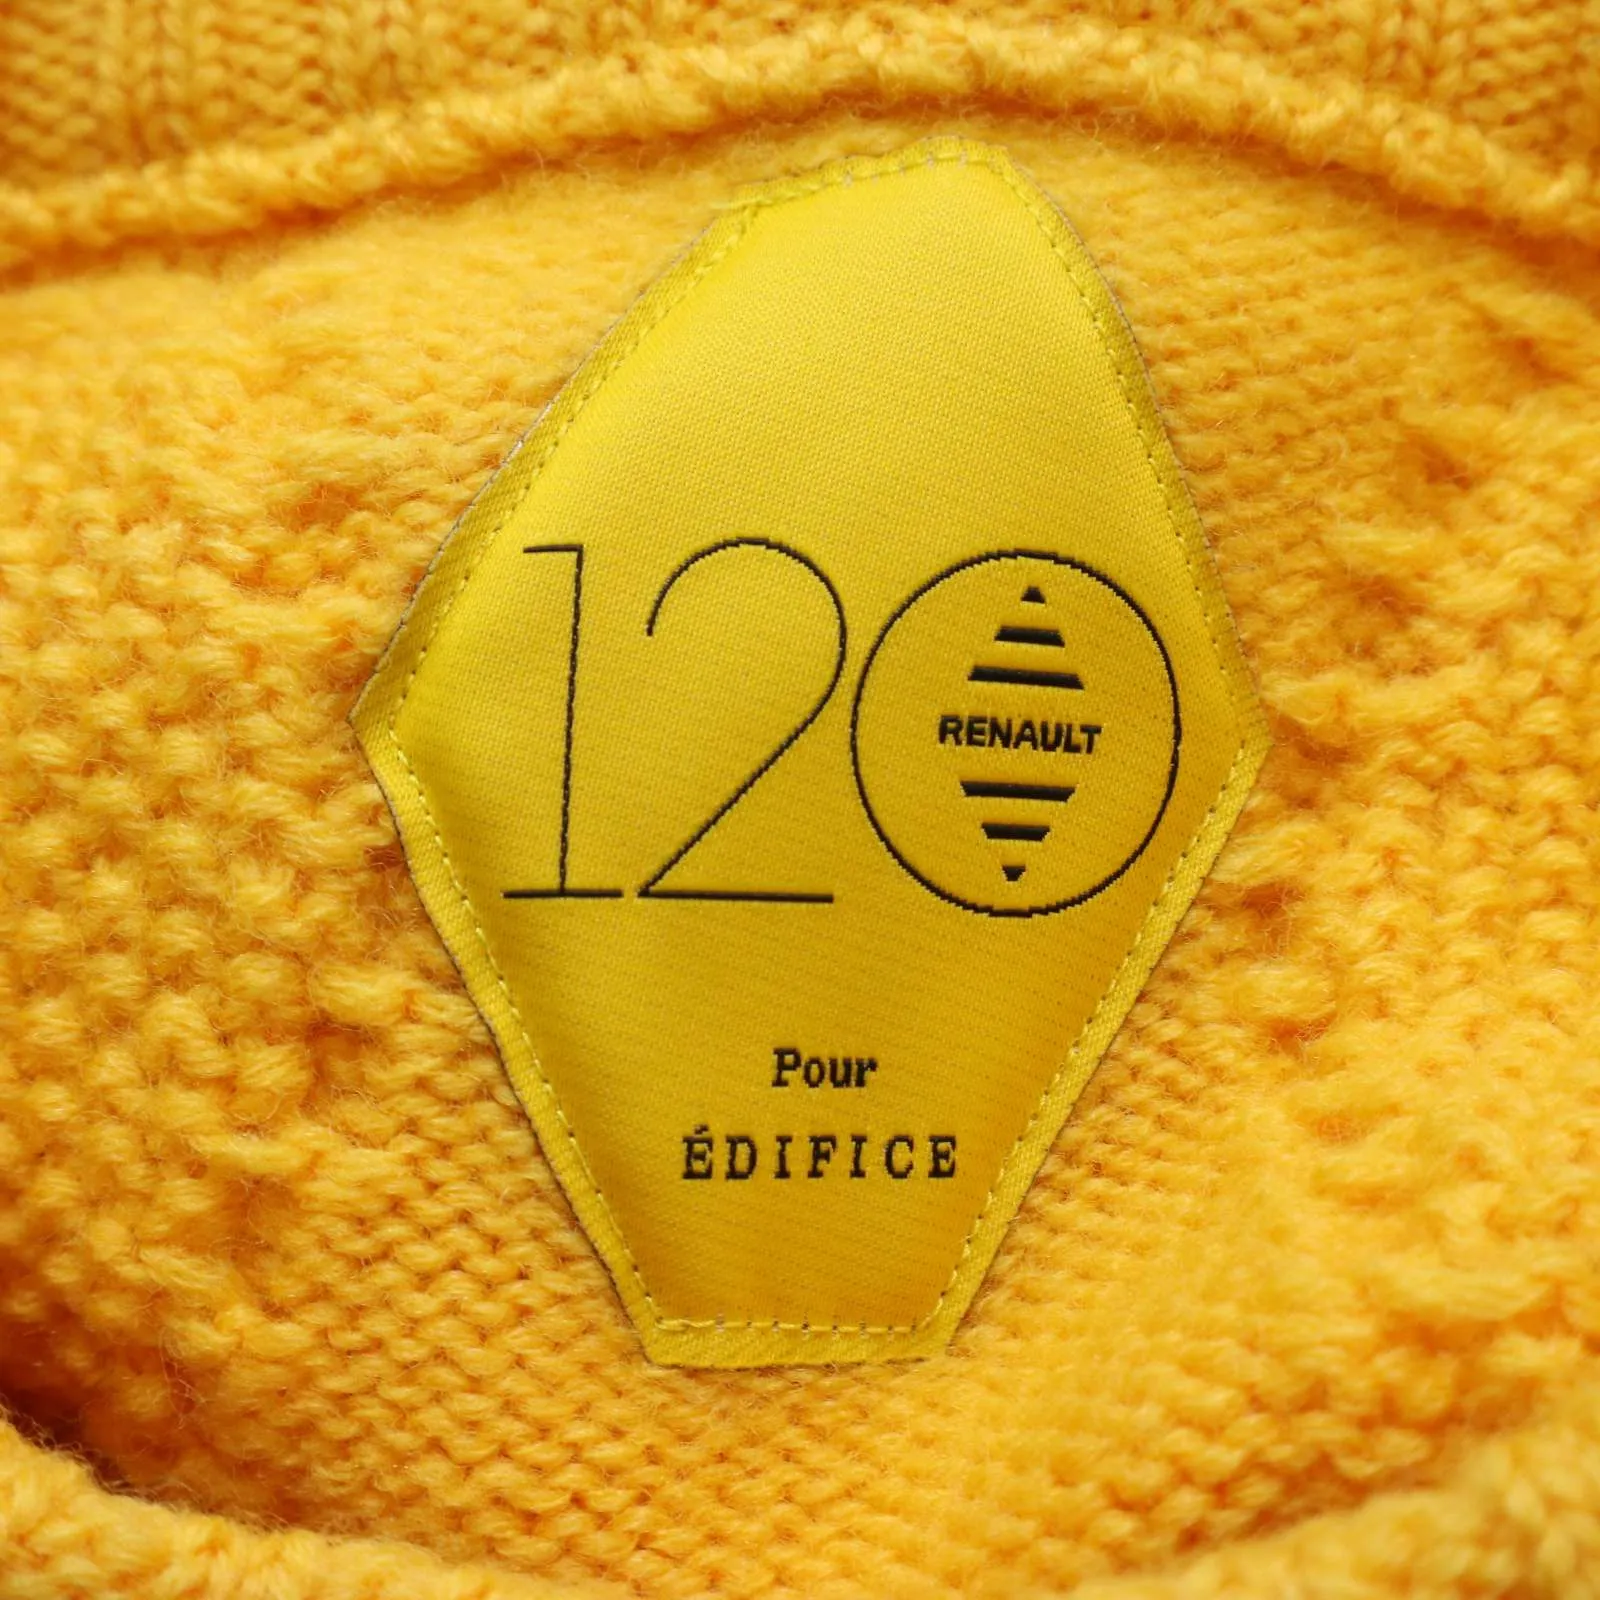 120
RENAULT
Pour
ÉDIFICE